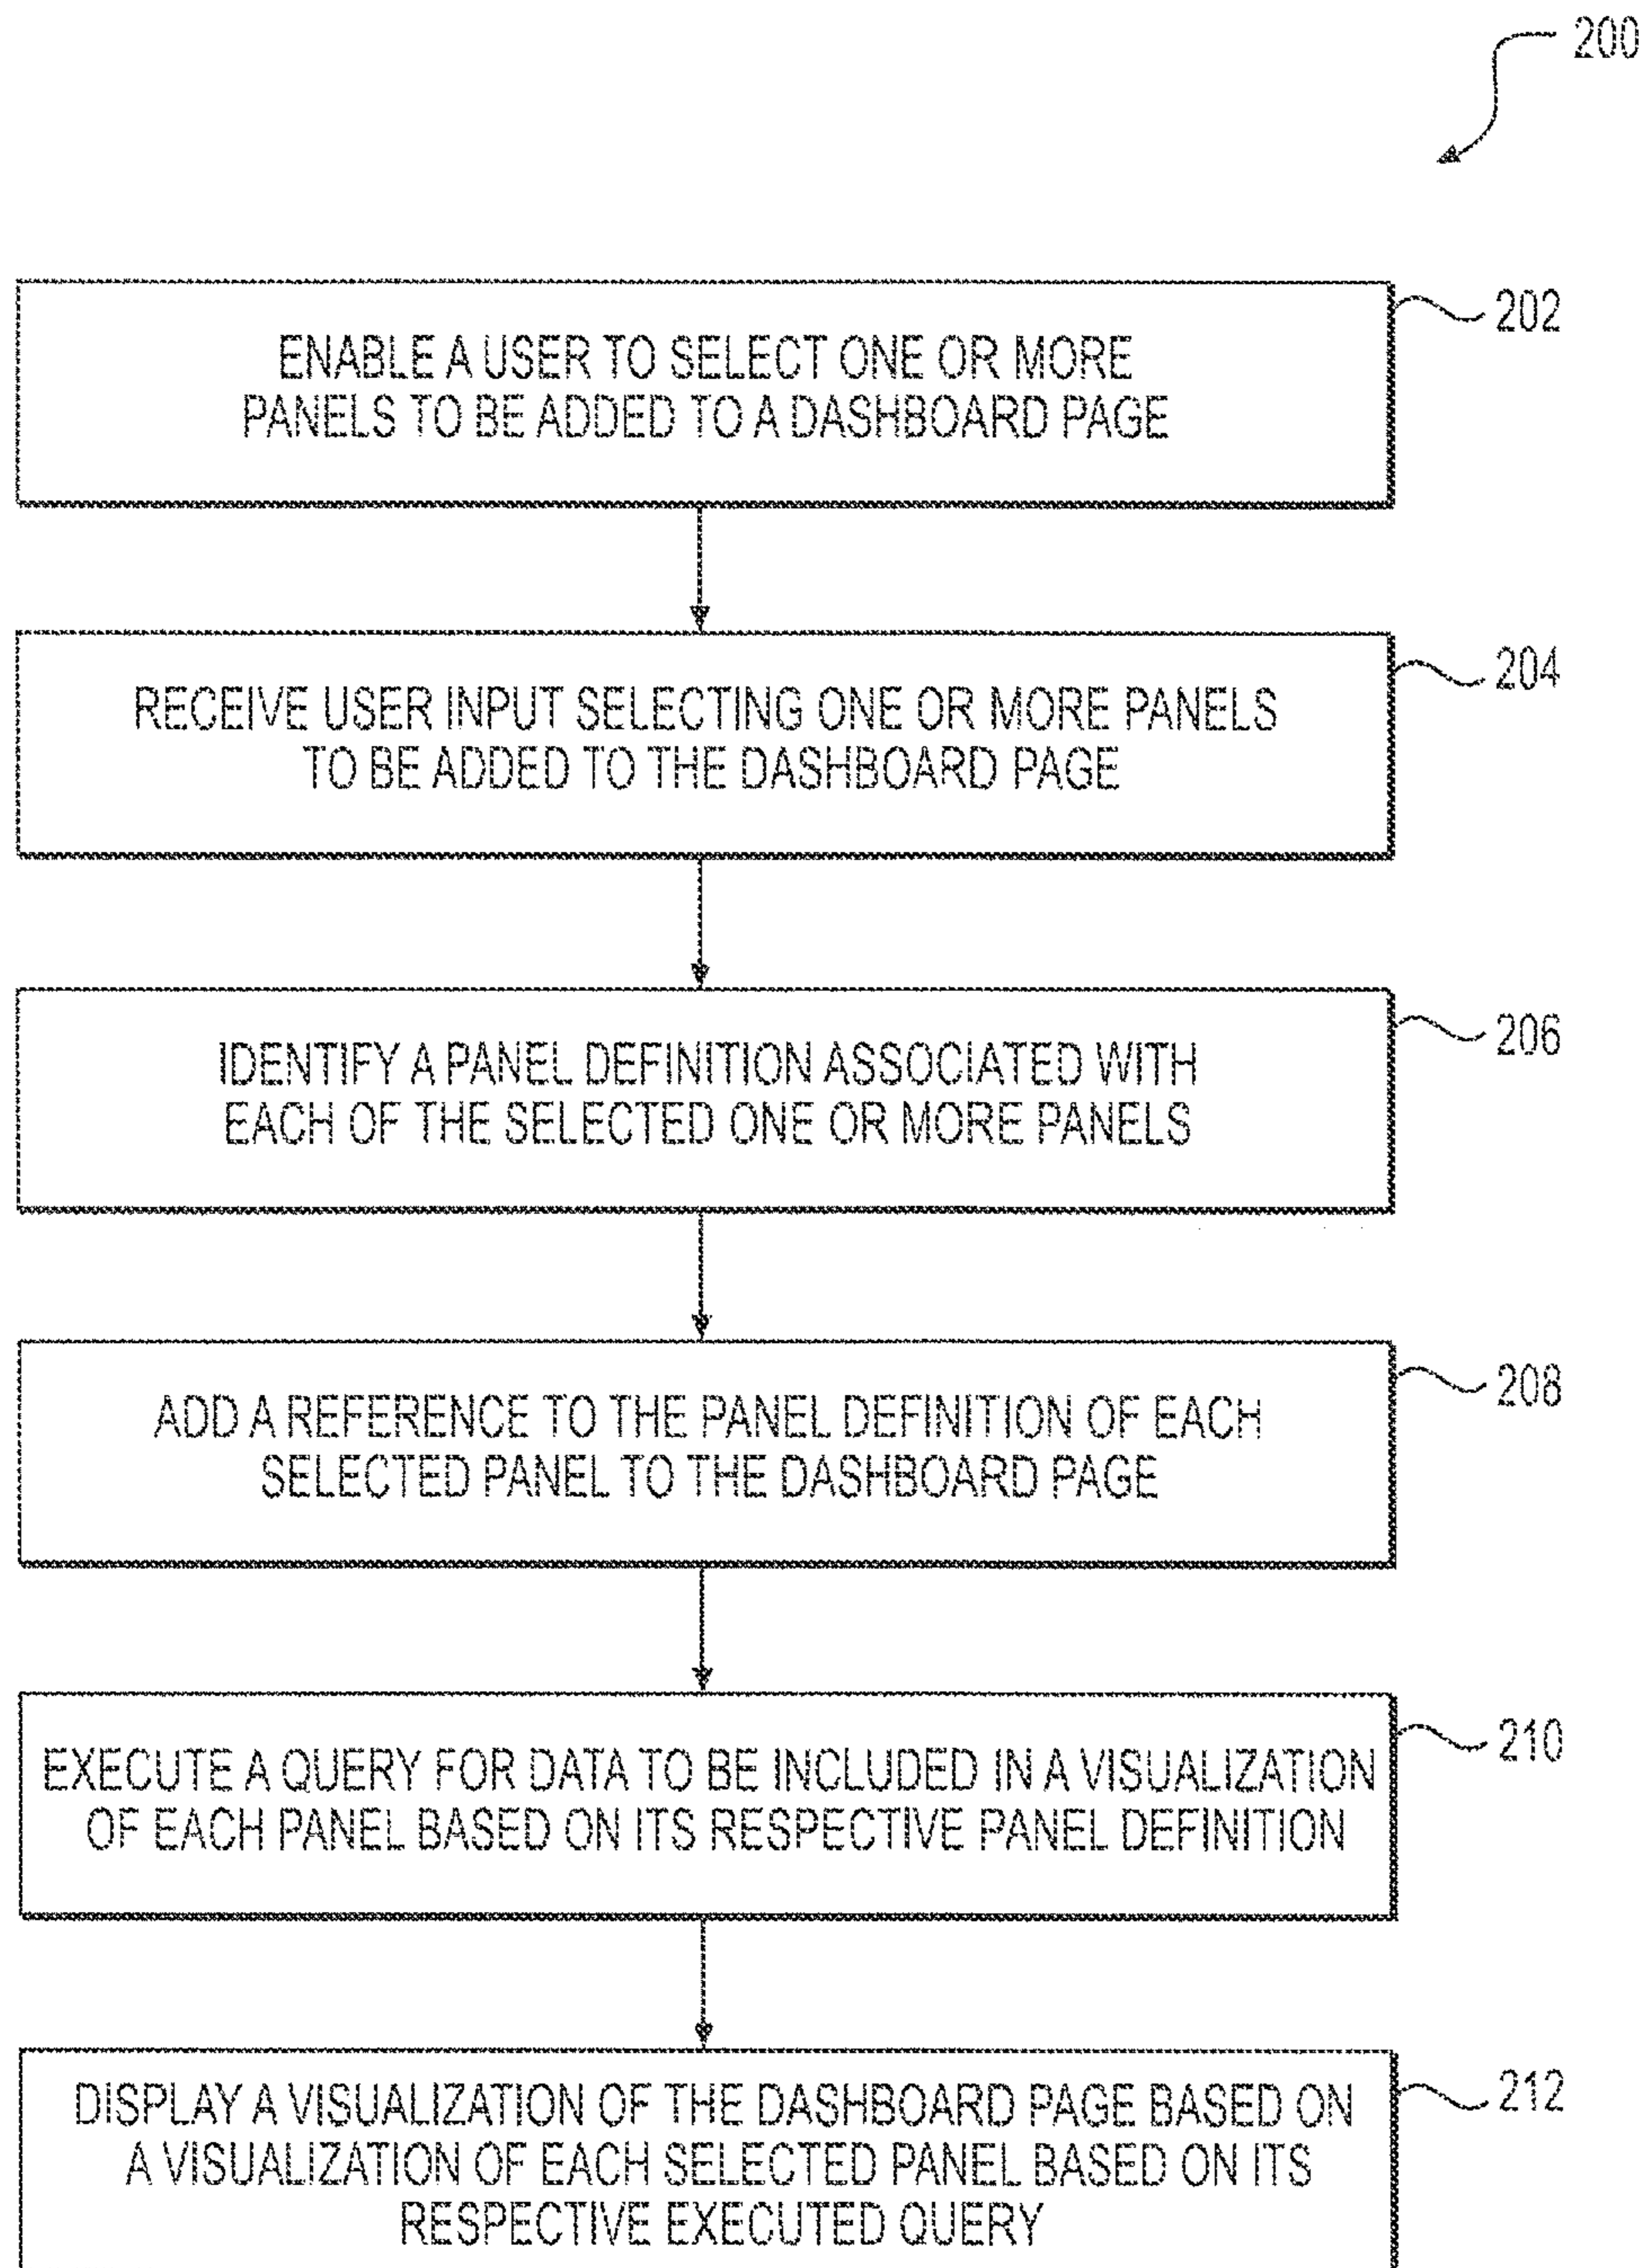 200
ENABLE A USER TO SELECT ONE OR MORE
PANELS TO BE ADDED TO A DASHBOARD PAGE
202
RECEIVE USER INPUT SELECTING ONE OR MORE PANELS
TO BE ADDED TO THE DASHBOARD PAGE
204
IDENTIFY A PANEL DEFINITION ASSOCIATED WITH
EACH OF THE SELECTED ONE OR MORE PANELS
206
ADD A REFERENCE TO THE PANEL DEFINITION OF EACH
SELECTED PANEL TO THE DASHBOARD PAGE
208
EXECUTE A QUERY FOR DATA TO BE INCLUDED IN A VISUALIZATION
OF EACH PANEL BASED ON ITS RESPECTIVE PANEL DEFINITION
210
DISPLAY A VISUALIZATION OF THE DASHBOARD PAGE BASED ON
A VISUALIZATION OF EACH SELECTED PANEL BASED ON ITS
RESPECTIVE EXECUTED QUERY
212